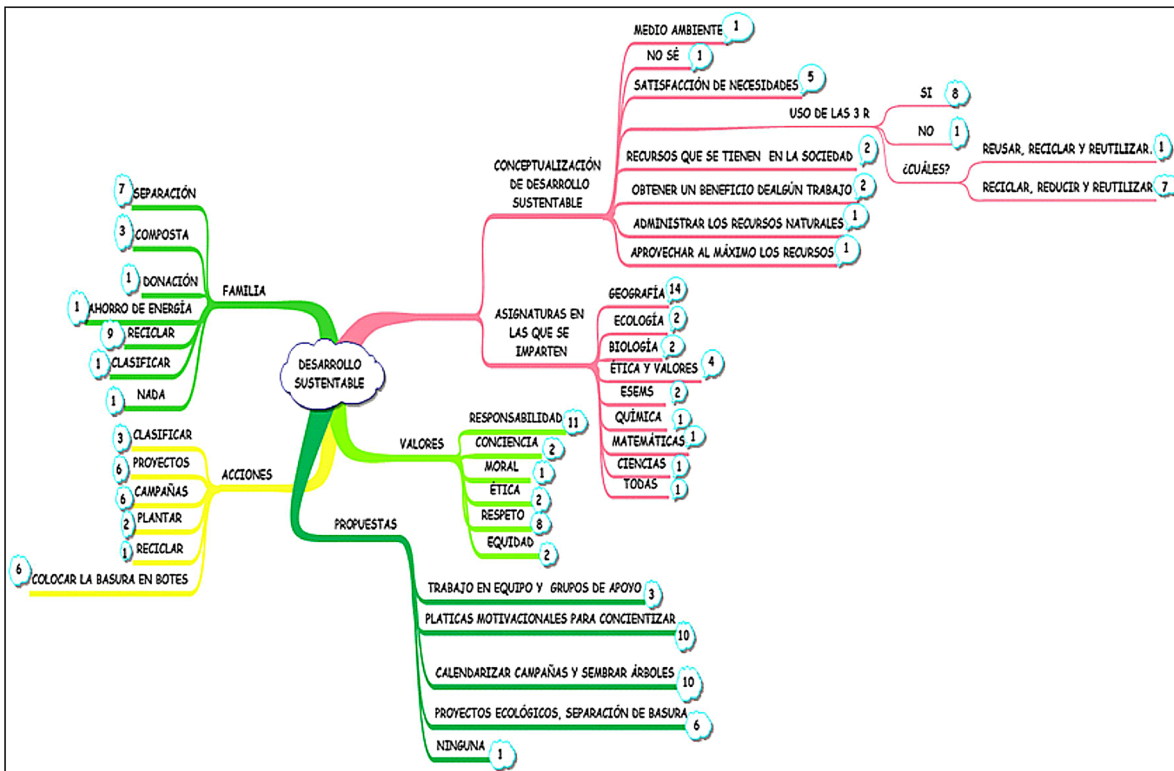 DESARROLLO
SUSTENTABLE
CONCEPTUALIZACIÓN
DE DESARROLLO
SUSTENTABLE
MEDIO AMBIENTE 1
NO SÉ 1
SATISFACCIÓN DE NECESIDADES 5
USO DE LAS 3 R
SI 8
NO 1
¿CUÁLES?
REUSAR, RECICLAR Y REUTILIZAR. 1
RECICLAR, REDUCIR Y REUTILIZAR 7
RECURSOS QUE SE TIENEN EN LA SOCIEDAD 2
OBTENER UN BENEFICIO DEALGÚN TRABAJO 2
ADMINISTRAR LOS RECURSOS NATURALES 1
APROVECHAR AL MÁXIMO LOS RECURSOS 1
ASIGNATURAS EN
LAS QUE SE
IMPARTEN
GEOGRAFÍA 14
ECOLOGÍA 2
BIOLOGÍA 2
ÉTICA Y VALORES 4
ESEMS 2
QUÍMICA 1
MATEMÁTICAS 1
CIENCIAS 1
TODAS 1
VALORES
RESPONSABILIDAD 11
CONCIENCIA 2
MORAL 1
ÉTICA 2
RESPETO 8
EQUIDAD 2
PROPUESTAS
TRABAJO EN EQUIPO Y GRUPOS DE APOYO 3
PLATICAS MOTIVACIONALES PARA CONCIENTIZAR 10
CALENDARIZAR CAMPAÑAS Y SEMBRAR ÁRBOLES 10
PROYECTOS ECOLÓGICOS, SEPARACIÓN DE BASURA 6
NINGUNA 1
FAMILIA
7 SEPARACIÓN
3 COMPOSTA
1 DONACIÓN
1 AHORRO DE ENERGÍA
9 RECICLAR
1 CLASIFICAR
1 NADA
ACCIONES
3 CLASIFICAR
6 PROYECTOS
6 CAMPAÑAS
2 PLANTAR
1 RECICLAR
6 COLOCAR LA BASURA EN BOTES